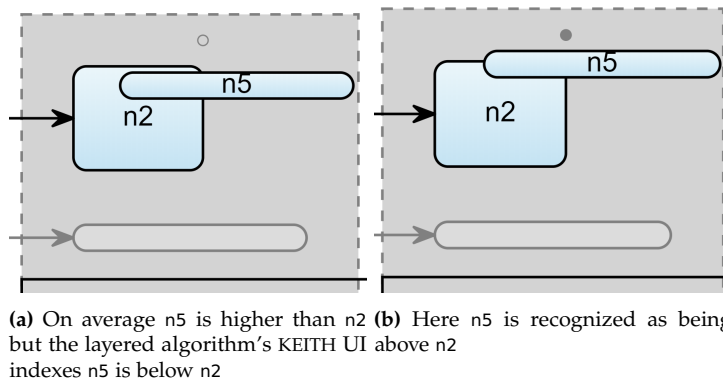 n5
n2
n5
n2
(a) On average n5 is higher than n2
but the layered algorithm's KEITH UI
indexes n5 is below n2
(b) Here n5 is recognized as being
above n2